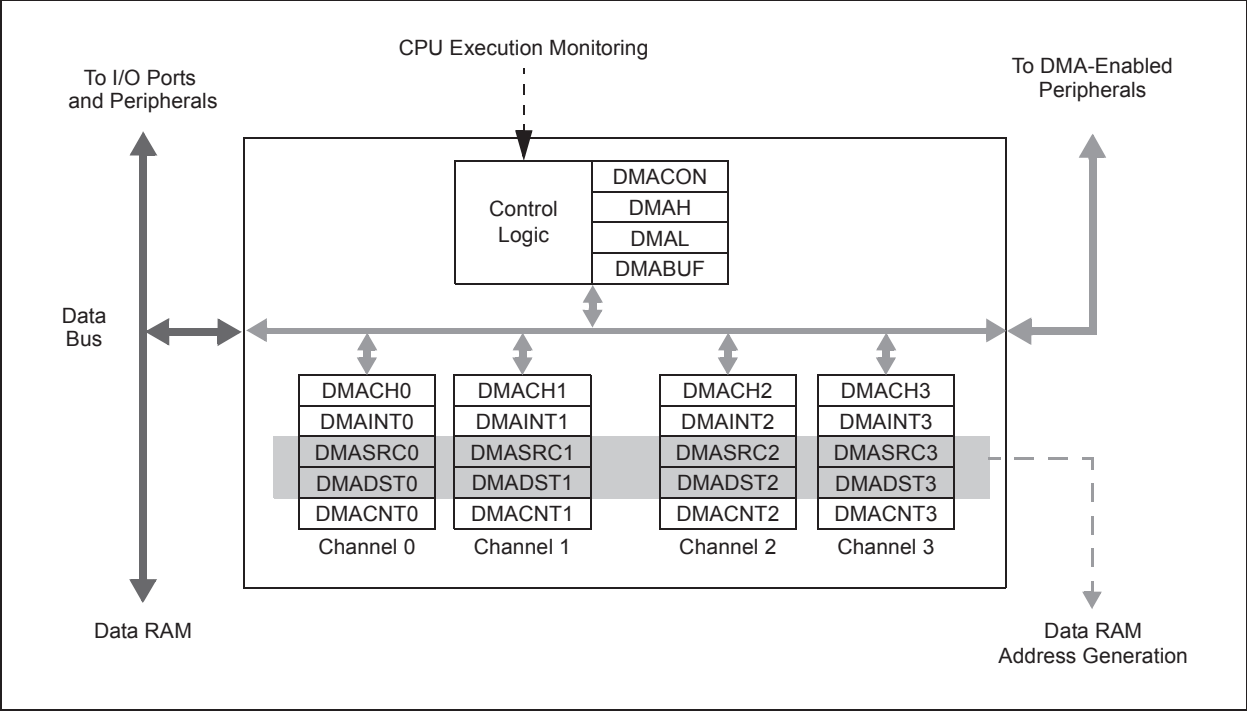 CPU Execution Monitoring
To I/O Ports
and Peripherals
To DMA-Enabled
Peripherals
Control
Logic
DMACON
DMAH
DMAL
DMABUF
Data
Bus
DMACH0
DMAINT0
DMASRC0
DMADST0
DMACNT0
Channel 0
DMACH1
DMAINT1
DMASRC1
DMADST1
DMACNT1
Channel 1
DMACH2
DMAINT2
DMASRC2
DMADST2
DMACNT2
Channel 2
DMACH3
DMAINT3
DMASRC3
DMADST3
DMACNT3
Channel 3
Data RAM
Data RAM
Address Generation